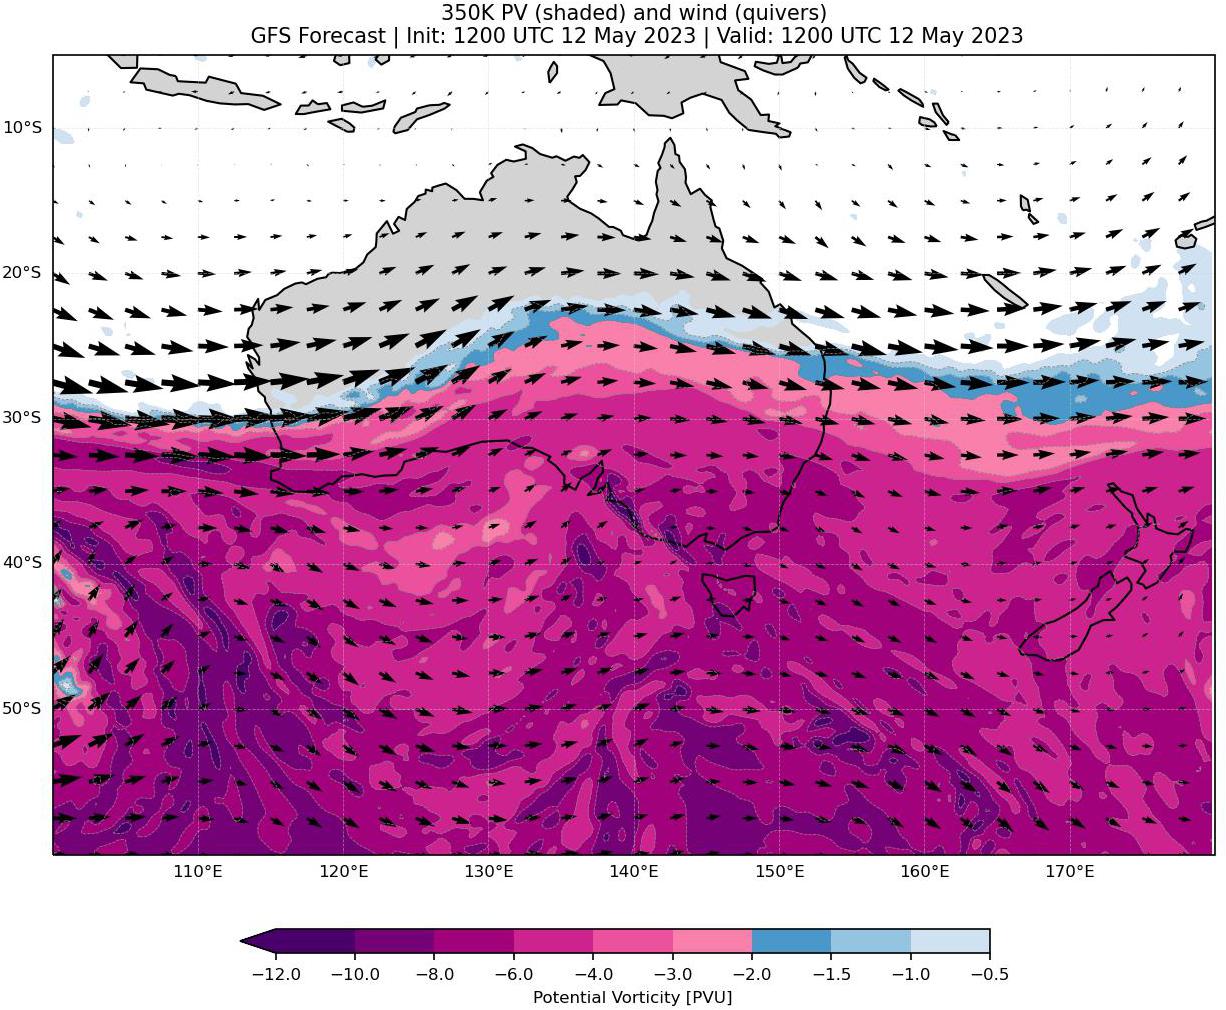 350K PV (shaded) and wind (quivers)
GFS Forecast | Init: 1200 UTC 12 May 2023 | Valid: 1200 UTC 12 May 2023
10°S
20°S
30°S
40°S
50°S
110°E 120°E 130°E 140°E 150°E 160°E 170°E
−12.0 −10.0 −8.0 −6.0 −4.0 −3.0 −2.0 −1.5 −1.0 −0.5
Potential Vorticity [PVU]